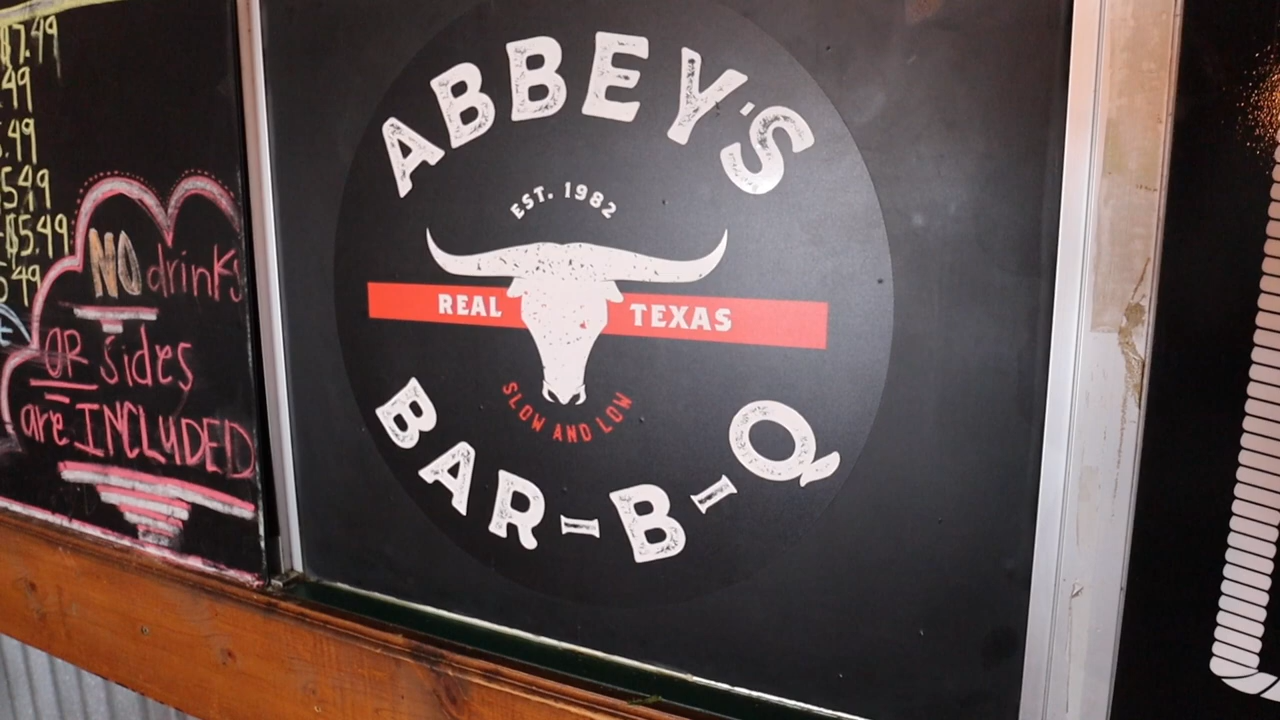 $7.49
.49
.49
5.49
$5.49
5.49
NO drinks
OR sides
are INCLUDED
ABBEY'S
EST. 1982
REAL TEXAS
SLOW AND LOW
BAR-B-Q